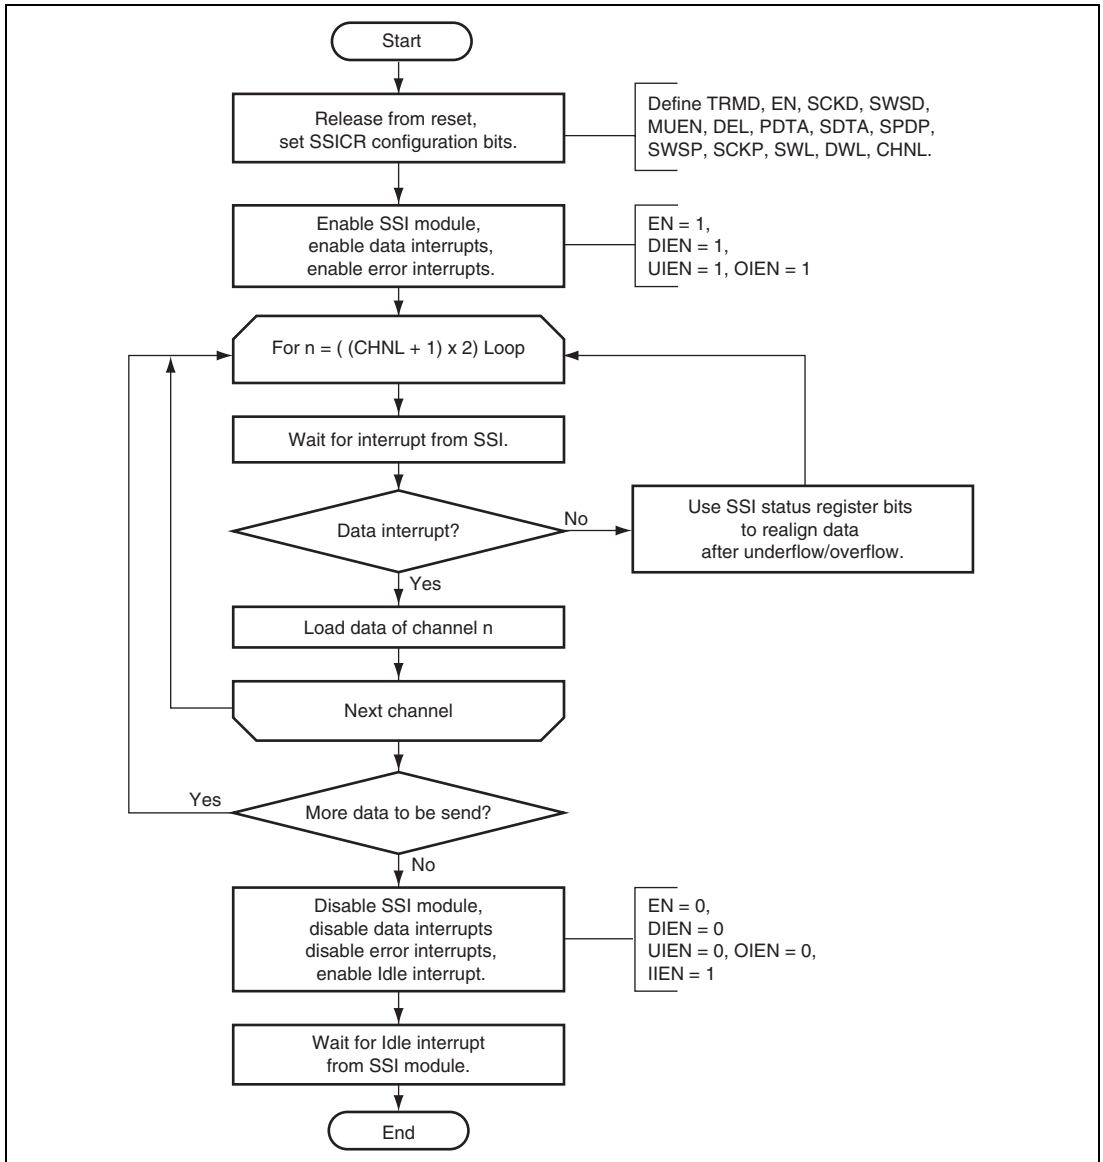 Start
Release from reset,
set SSICR configuration bits.
Define TRMD, EN, SCKD, SWSD,
MUEN, DEL, PDTA, SDTA, SPDP,
SWSP, SCKP, SWL, DWL, CHNL.
Enable SSI module,
enable data interrupts,
enable error interrupts.
EN = 1,
DIEN = 1,
UIEN = 1, OIEN = 1
For n = ( (CHNL + 1) x 2) Loop
Wait for interrupt from SSI.
Data interrupt?
No
Use SSI status register bits
to realign data
after underflow/overflow.
Yes
Load data of channel n
Next channel
Yes
More data to be send?
No
Disable SSI module,
disable data interrupts
disable error interrupts,
enable Idle interrupt.
EN = 0,
DIEN = 0
UIEN = 0, OIEN = 0,
IIEN = 1
Wait for Idle interrupt
from SSI module.
End